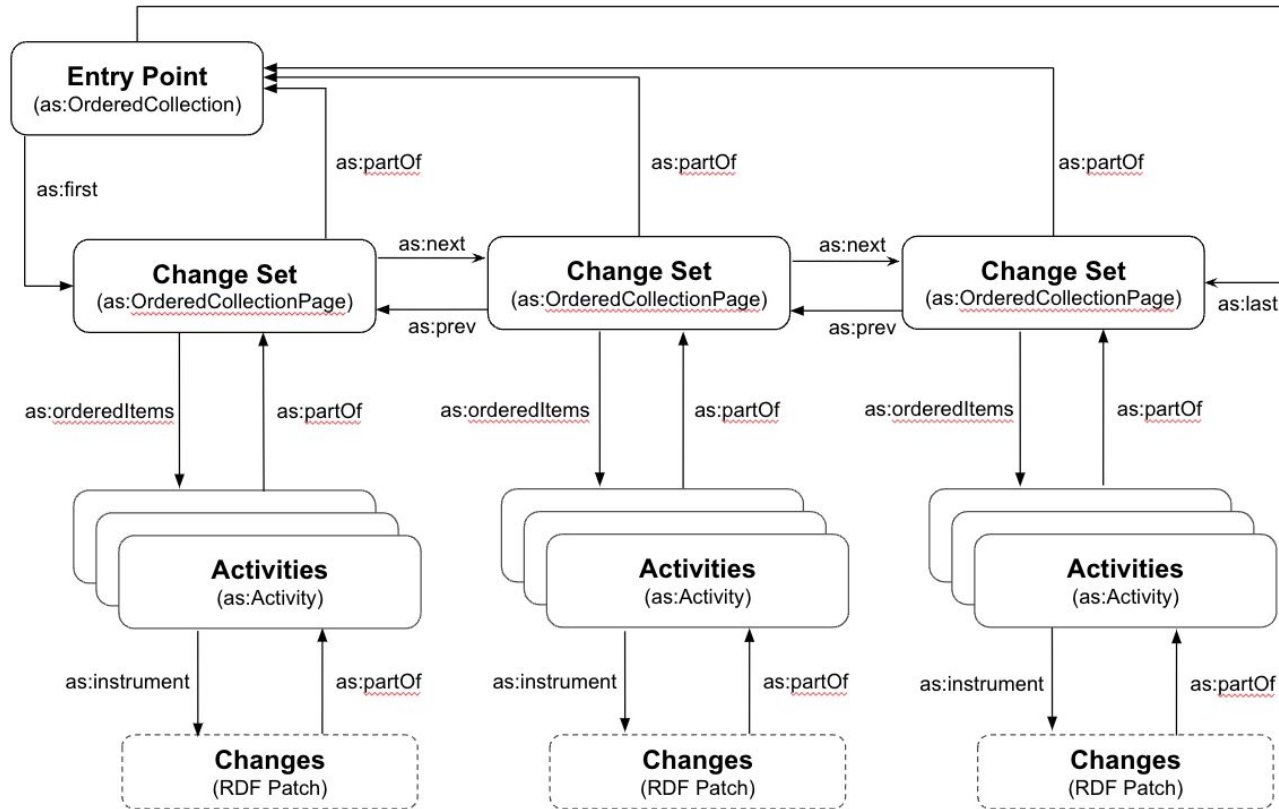 Entry Point
(as:OrderedCollection)
as:first
as:partOf
as:partOf
as:partOf
as:next
as:next
Change Set
(as:OrderedCollectionPage)
Change Set
(as:OrderedCollectionPage)
Change Set
(as:OrderedCollectionPage)
as:prev
as:prev
as:last
as:orderedItems
as:partOf
as:orderedItems
as:partOf
as:orderedItems
as:partOf
Activities
(as:Activity)
Activities
(as:Activity)
Activities
(as:Activity)
as:instrument
as:partOf
as:instrument
as:partOf
as:instrument
as:partOf
Changes
(RDF Patch)
Changes
(RDF Patch)
Changes
(RDF Patch)